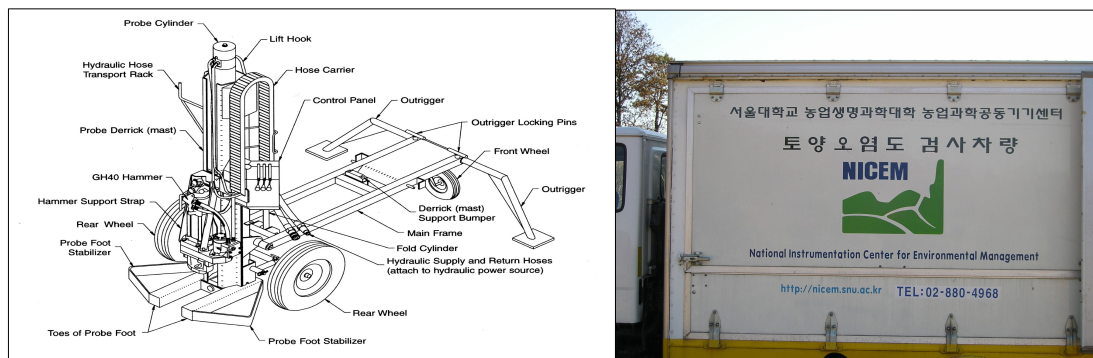 Probe Cylinder
Lift Hook
Hydraulic Hose
Transport Rack
Hose Carrier
Control Panel
Outrigger
Probe Derrick (mast)
Outrigger Locking Pins
Front Wheel
GH40 Hammer
Hammer Support Strap
Outrigger
Rear Wheel
Derrick (mast)
Support Bumper
Main Frame
Probe Foot
Stabilizer
Fold Cylinder
Hydraulic Supply and Return Hoses
(attach to hydraulic power source)
Rear Wheel
Toes of Probe Foot
Probe Foot Stabilizer
서울대학교 농업생명과학대학 농업과학공동기기센터
토양오염도 검사차량
NICEM
National Instrumentation Center for Environmental Management
http://nicem.snu.ac.kr TEL:02-880-4968